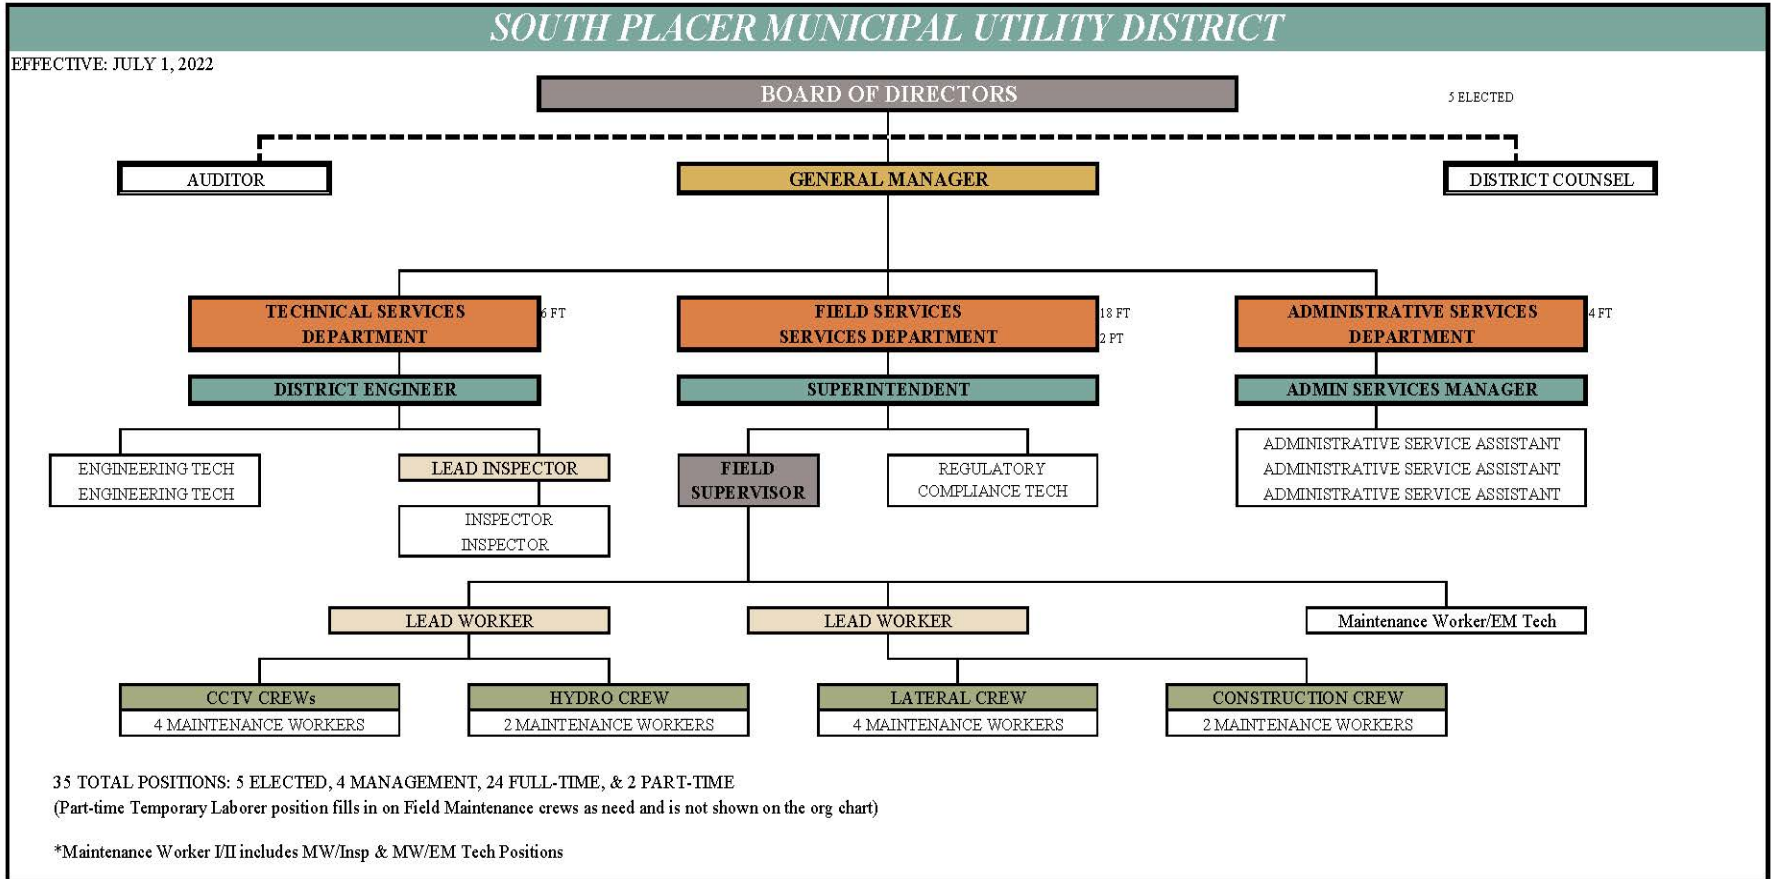 SOUTH PLACER MUNICIPAL UTILITY DISTRICT
EFFECTIVE: JULY 1, 2022
BOARD OF DIRECTORS
5 ELECTED
AUDITOR
GENERAL MANAGER
DISTRICT COUNSEL
TECHNICAL SERVICES
DEPARTMENT
6 FT
FIELD SERVICES
SERVICES DEPARTMENT
18 FT
2 PT
ADMINISTRATIVE SERVICES
DEPARTMENT
4 FT
DISTRICT ENGINEER
SUPERINTENDENT
ADMIN SERVICES MANAGER
ENGINEERING TECH
ENGINEERING TECH
LEAD INSPECTOR
INSPECTOR
INSPECTOR
FIELD
SUPERVISOR
REGULATORY
COMPLIANCE TECH
ADMINISTRATIVE SERVICE ASSISTANT
ADMINISTRATIVE SERVICE ASSISTANT
ADMINISTRATIVE SERVICE ASSISTANT
LEAD WORKER
LEAD WORKER
Maintenance Worker/EM Tech
CCTV CREWs
4 MAINTENANCE WORKERS
HYDRO CREW
2 MAINTENANCE WORKERS
LATERAL CREW
4 MAINTENANCE WORKERS
CONSTRUCTION CREW
2 MAINTENANCE WORKERS
35 TOTAL POSITIONS: 5 ELECTED, 4 MANAGEMENT, 24 FULL-TIME, & 2 PART-TIME
(Part-time Temporary Laborer position fills in on Field Maintenance crews as need and is not shown on the org chart)
*Maintenance Worker I/II includes MW/Insp & MW/EM Tech Positions